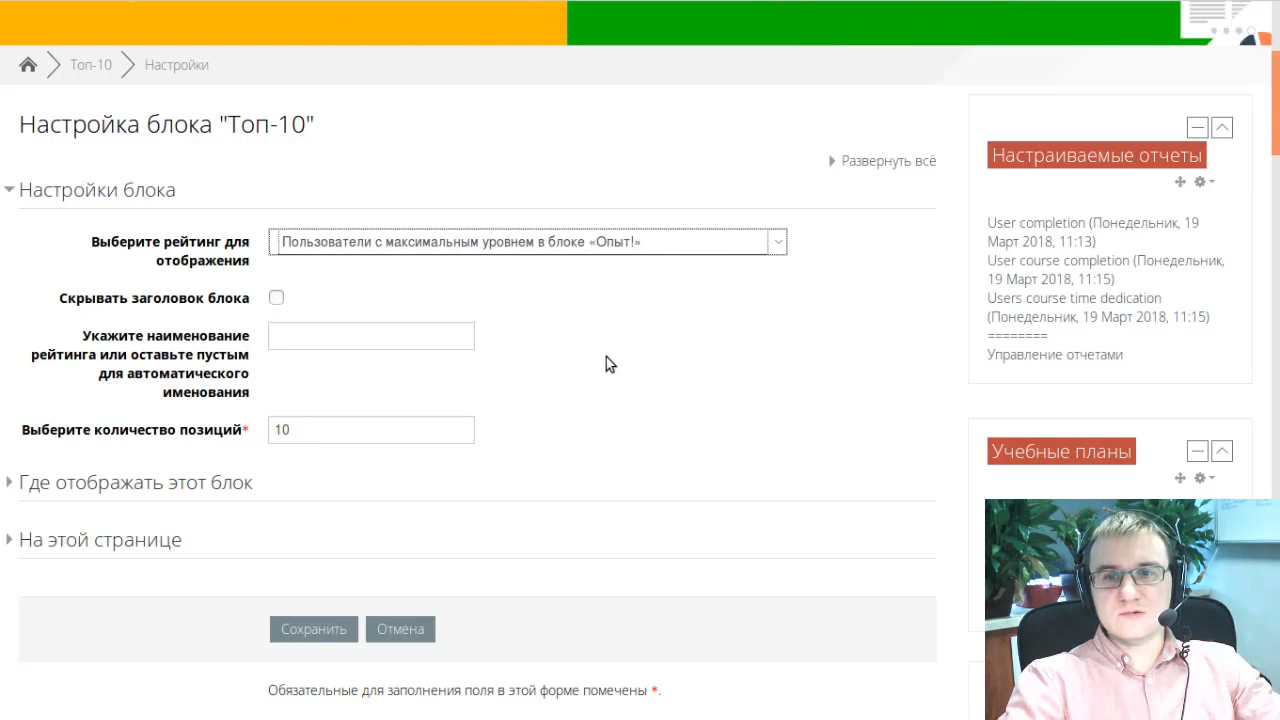 Топ-10
Настройки
Настройка блока "Топ-10"
Развернуть всё
Настройки блока
Выберите рейтинг для
отображения
Пользователи с максимальным уровнем в блоке «Опыт!»
Скрывать заголовок блока
Укажите наименование
рейтинга или оставьте пустым
для автоматического
именования
Выберите количество позиций*
10
Где отображать этот блок
На этой странице
Сохранить
Отмена
Обязательные для заполнения поля в этой форме помечены *.
Настраиваемые отчеты
User completion (Понедельник, 19
Март 2018, 11:13)
User course completion (Понедельник,
19 Март 2018, 11:15)
Users course time dedication
(Понедельник, 19 Март 2018, 11:15)
========
Управление отчетами
Учебные планы